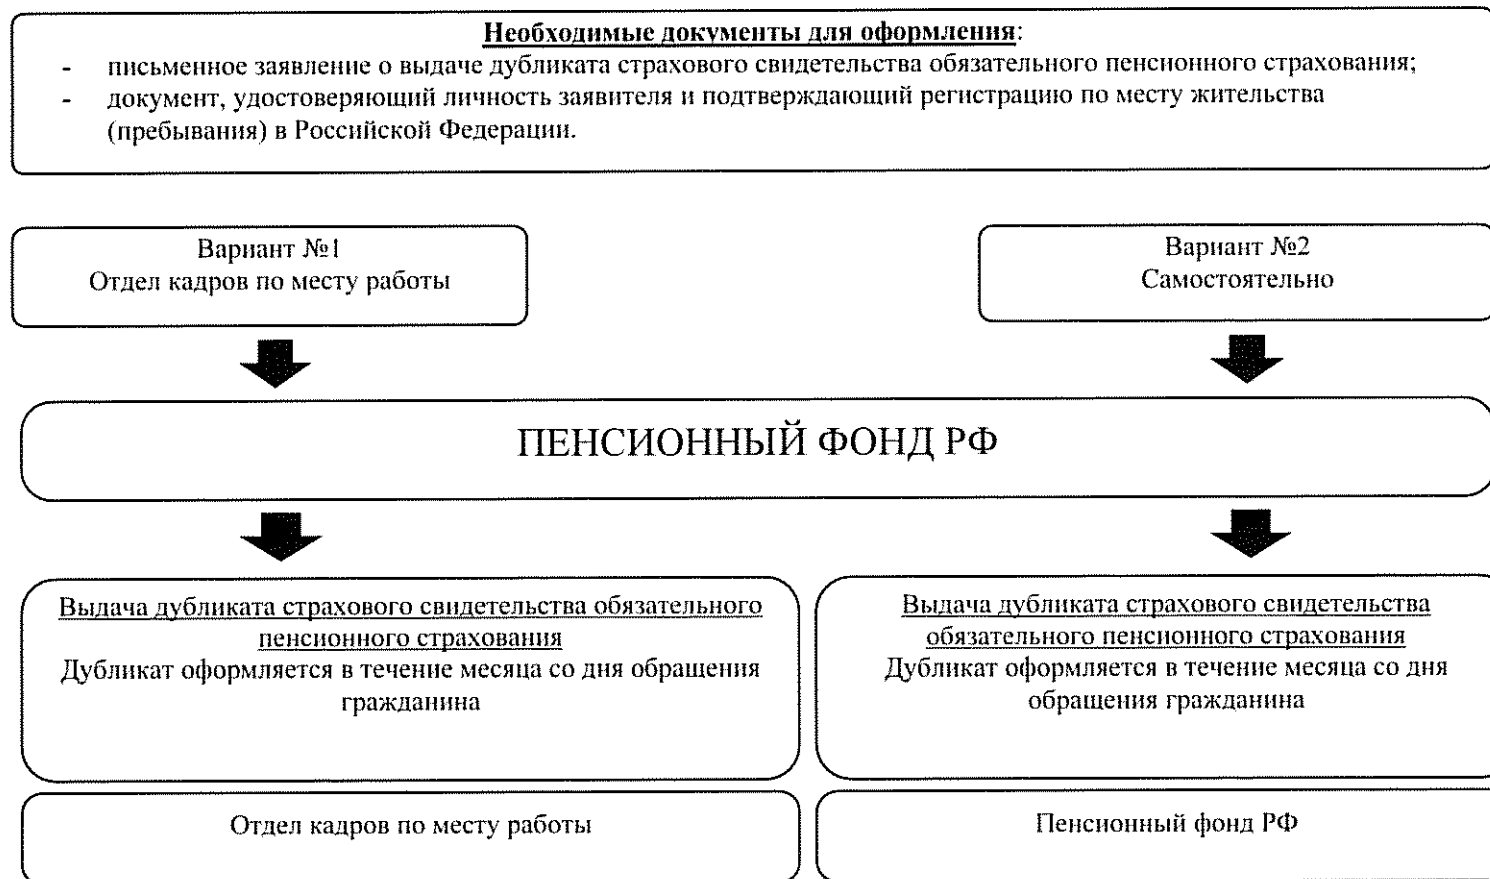 Необходимые документы для оформления:
- письменное заявление о выдаче дубликата страхового свидетельства обязательного пенсионного страхования;
- документ, удостоверяющий личность заявителя и подтверждающий регистрацию по месту жительства
(пребывания) в Российской Федерации.
Вариант №1
Отдел кадров по месту работы
Вариант №2
Самостоятельно
ПЕНСИОННЫЙ ФОНД РФ
Выдача дубликата страхового свидетельства обязательного
пенсионного страхования
Дубликат оформляется в течение месяца со дня обращения
гражданина
Выдача дубликата страхового свидетельства
обязательного пенсионного страхования
Дубликат оформляется в течение месяца со дня
обращения гражданина
Отдел кадров по месту работы
Пенсионный фонд РФ